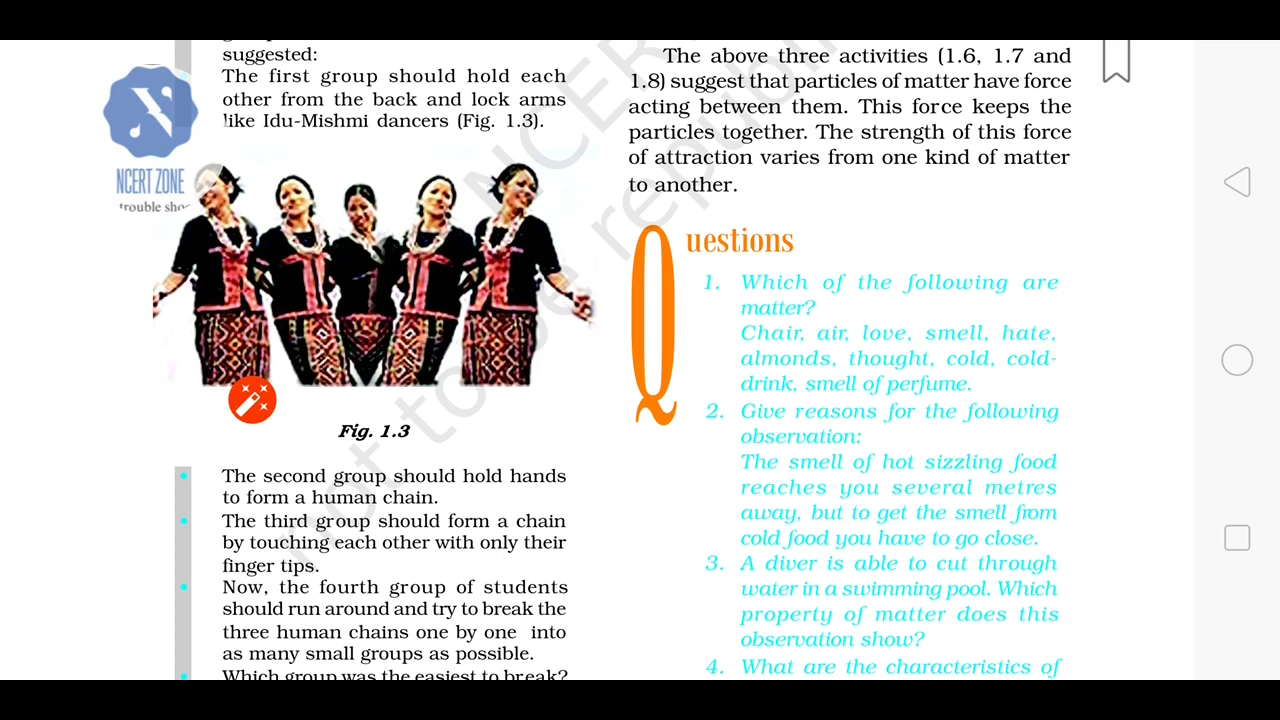 suggested:
The first group should hold each
other from the back and lock arms
like Idu-Mishmi dancers (Fig. 1.3).
NCERT ZONE
trouble shoo
Fig. 1.3
The second group should hold hands
to form a human chain.
The third group should form a chain
by touching each other with only their
finger tips.
Now, the fourth group of students
should run around and try to break the
three human chains one by one into
as many small groups as possible.
Which group was the easiest to break?
The above three activities (1.6, 1.7 and
1.8) suggest that particles of matter have force
acting between them. This force keeps the
particles together. The strength of this force
of attraction varies from one kind of matter
to another.
Questions
1. Which of the following are
matter?
Chair, air, love, smell, hate,
almonds, thought, cold, cold-
drink, smell of perfume.
2. Give reasons for the following
observation:
The smell of hot sizzling food
reaches you several metres
away, but to get the smell from
cold food you have to go close.
3. A diver is able to cut through
water in a swimming pool. Which
property of matter does this
observation show?
4. What are the characteristics of
not to be republi
NCER